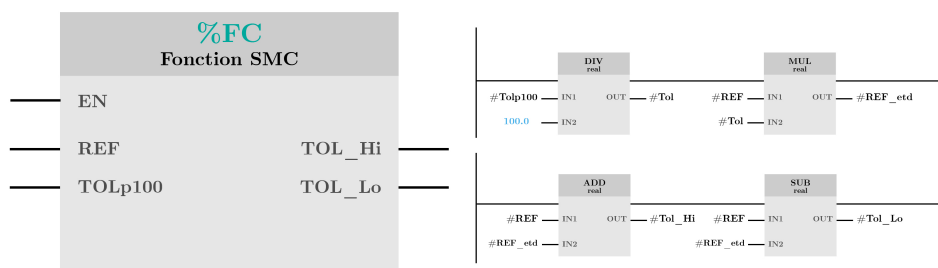 %FC
Fonction SMC
EN
REF TOL_Hi
TOLp100 TOL_Lo
DIV MUL
real real
#Tolp100 IN1 OUT #Tol #REF IN1 OUT #REF_etd
100.0 IN2 #Tol IN2
ADD SUB
real real
#REF IN1 OUT #Tol_Hi #REF IN1 OUT #Tol_Lo
#REF_etd IN2 #REF_etd IN2